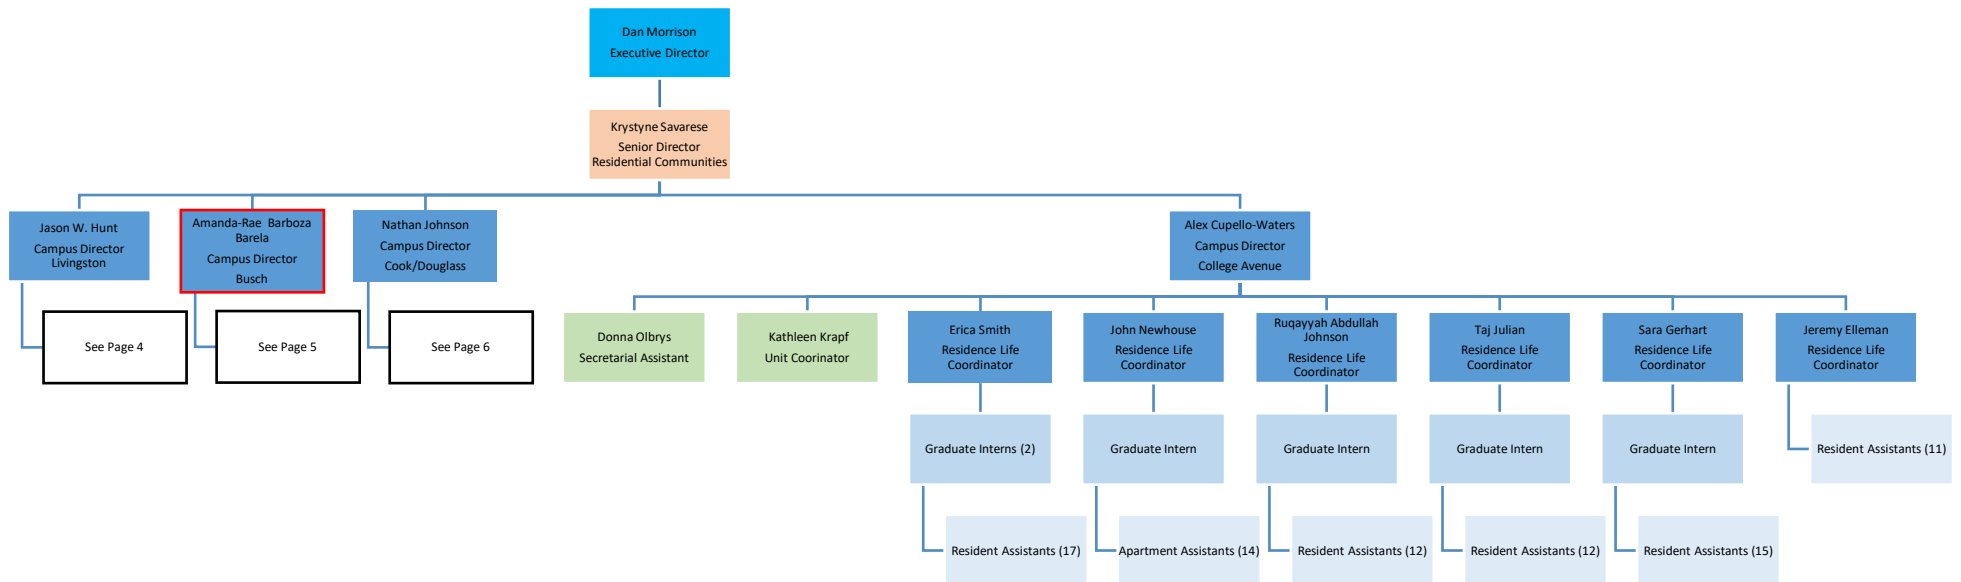 Dan Morrison
Executive Director
Krystyne Savarese
Senior Director
Residential Communities
Jason W. Hunt
Campus Director
Livingston
Amanda-Rae  Barboza
Barela
Campus Director
Busch
Nathan Johnson
Campus Director
Cook/Douglass
Alex Cupello-Waters
Campus Director
College Avenue
See Page 4
See Page 5
See Page 6
Donna Olbrys
Secretarial Assistant
Kathleen Krapf
Unit Coorinator
Erica Smith
Residence Life
Coordinator
John Newhouse
Residence Life
Coordinator
Ruqayyah Abdullah
Johnson
Residence Life
Coordinator
Taj Julian
Residence Life
Coordinator
Sara Gerhart
Residence Life
Coordinator
Jeremy Elleman
Residence Life
Coordinator
Graduate Interns (2)
Graduate Intern
Graduate Intern
Graduate Intern
Graduate Intern
Resident Assistants (11)
Resident Assistants (17)
Apartment Assistants (14)
Resident Assistants (12)
Resident Assistants (12)
Resident Assistants (15)